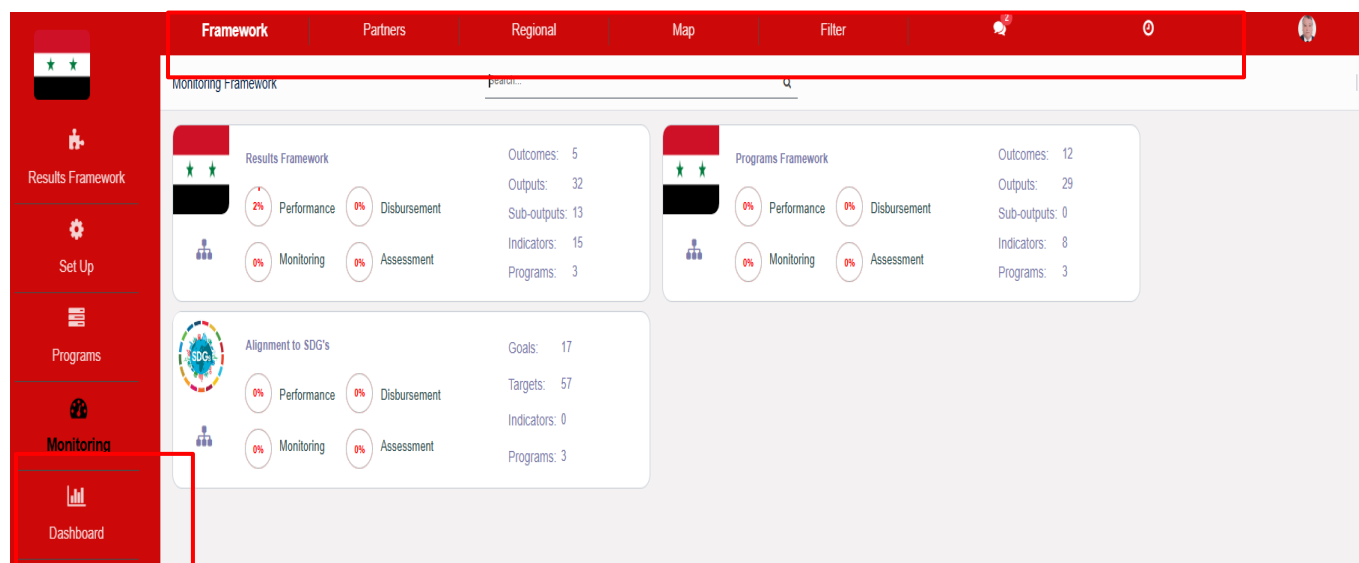 Framework Partners Regional Map Filter 2
Monitoring Framework Search...
Results Framework
Set Up
Programs
Monitoring
Dashboard
Results Framework
2% Performance 0% Disbursement
0% Monitoring 0% Assessment
Outcomes: 5
Outputs: 32
Sub-outputs: 13
Indicators: 15
Programs: 3
Programs Framework
0% Performance 0% Disbursement
0% Monitoring 0% Assessment
Outcomes: 12
Outputs: 29
Sub-outputs: 0
Indicators: 8
Programs: 3
SDGs
Alignment to SDG's
0% Performance 0% Disbursement
0% Monitoring 0% Assessment
Goals: 17
Targets: 57
Indicators: 0
Programs: 3